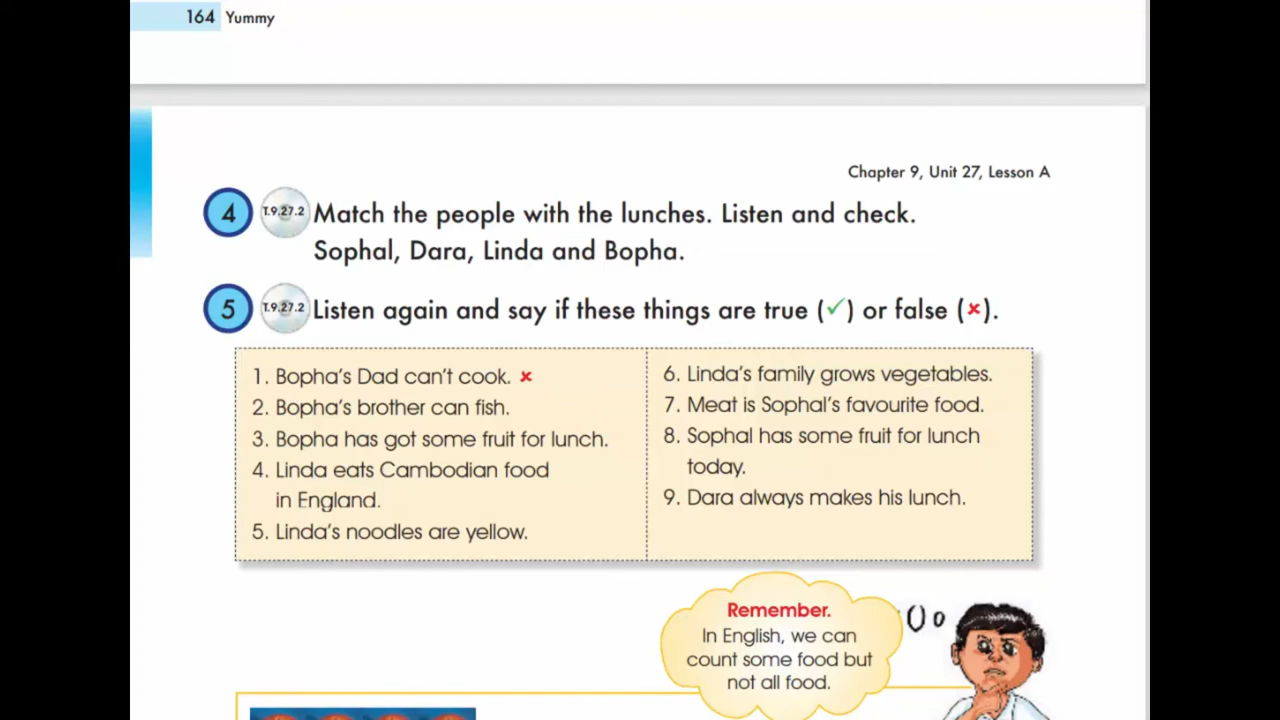 164 Yummy
Chapter 9, Unit 27, Lesson A
4 T.9.27.2 Match the people with the lunches. Listen and check.
Sophal, Dara, Linda and Bopha.
5 T.9.27.2 Listen again and say if these things are true (✓) or false (✗).
1. Bopha's Dad can't cook. ✗
2. Bopha's brother can fish.
3. Bopha has got some fruit for lunch.
4. Linda eats Cambodian food
in England.
5. Linda's noodles are yellow.
6. Linda's family grows vegetables.
7. Meat is Sophal's favourite food.
8. Sophal has some fruit for lunch
today.
9. Dara always makes his lunch.
Remember.
In English, we can
count some food but
not all food.